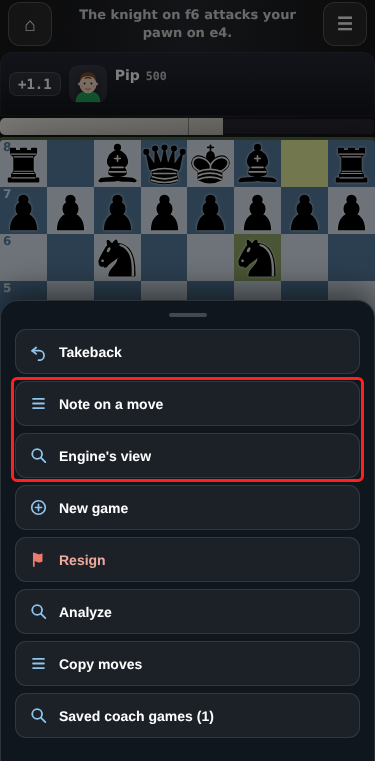 The knight on f6 attacks your
pawn on e4.
+1.1
Pip 500
8
7
6
5
Takeback
Note on a move
Engine's view
New game
Resign
Analyze
Copy moves
Saved coach games (1)